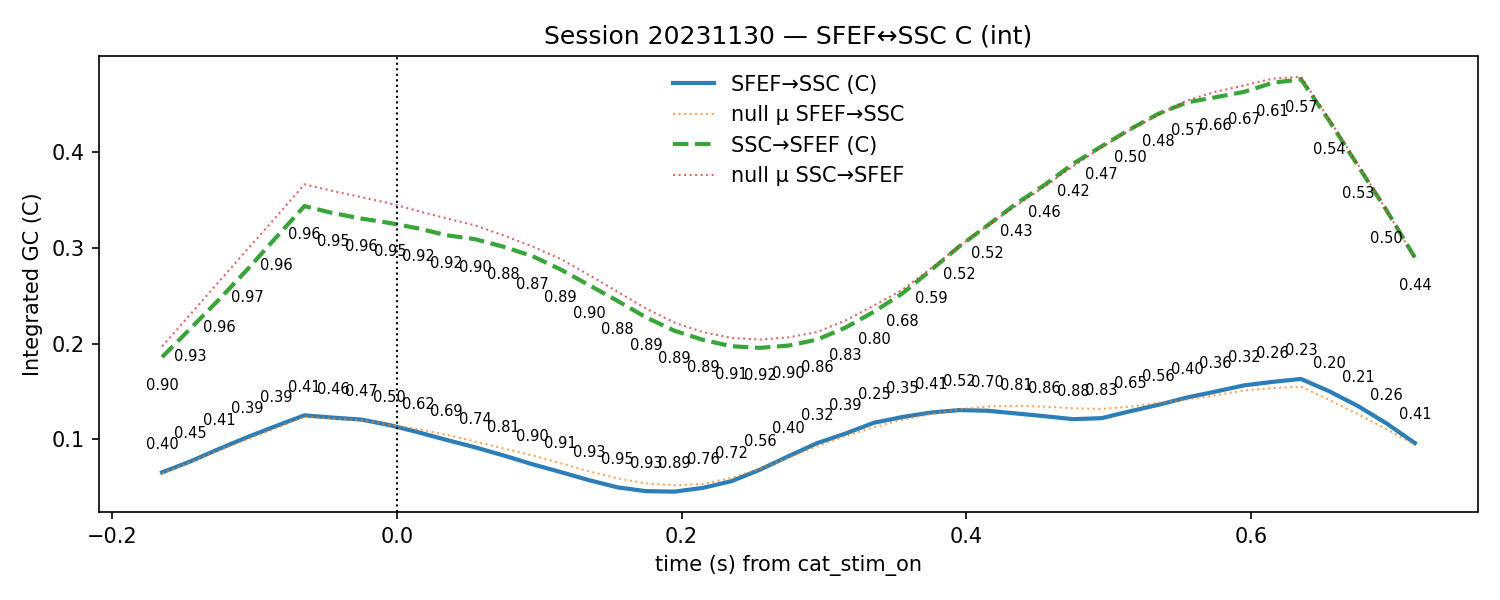 Session 20231130 — SFEF↔SSC C (int)
SFEF→SSC (C)
null μ SFEF→SSC
SSC→SFEF (C)
null μ SSC→SFEF
Integrated GC (C)
0.4
0.3
0.2
0.1
0.90 0.93 0.96 0.97 0.96 0.96 0.95 0.96 0.95 0.92 0.92 0.90 0.88 0.87 0.89 0.90 0.88 0.89 0.89 0.89 0.91 0.92 0.90 0.86 0.83 0.80 0.68 0.59 0.52 0.52 0.43 0.46 0.42 0.47 0.50 0.48 0.57 0.66 0.67 0.61 0.57 0.54 0.53 0.50 0.44
0.40 0.45 0.41 0.39 0.39 0.41 0.46 0.47 0.50 0.62 0.69 0.74 0.81 0.90 0.91 0.93 0.95 0.93 0.89 0.76 0.72 0.56 0.40 0.32 0.39 0.25 0.35 0.41 0.52 0.70 0.81 0.86 0.88 0.83 0.65 0.56 0.40 0.36 0.32 0.26 0.23 0.20 0.21 0.26 0.41
−0.2 0.0 0.2 0.4 0.6
time (s) from cat_stim_on